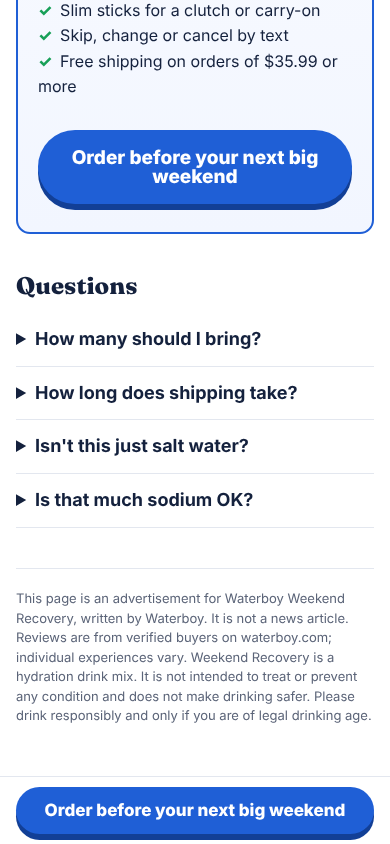 ✓ Slim sticks for a clutch or carry-on
✓ Skip, change or cancel by text
✓ Free shipping on orders of $35.99 or
more
Order before your next big
weekend
Questions
▶ How many should I bring?
▶ How long does shipping take?
▶ Isn't this just salt water?
▶ Is that much sodium OK?
This page is an advertisement for Waterboy Weekend
Recovery, written by Waterboy. It is not a news article.
Reviews are from verified buyers on waterboy.com;
individual experiences vary. Weekend Recovery is a
hydration drink mix. It is not intended to treat or prevent
any condition and does not make drinking safer. Please
drink responsibly and only if you are of legal drinking age.
Order before your next big weekend